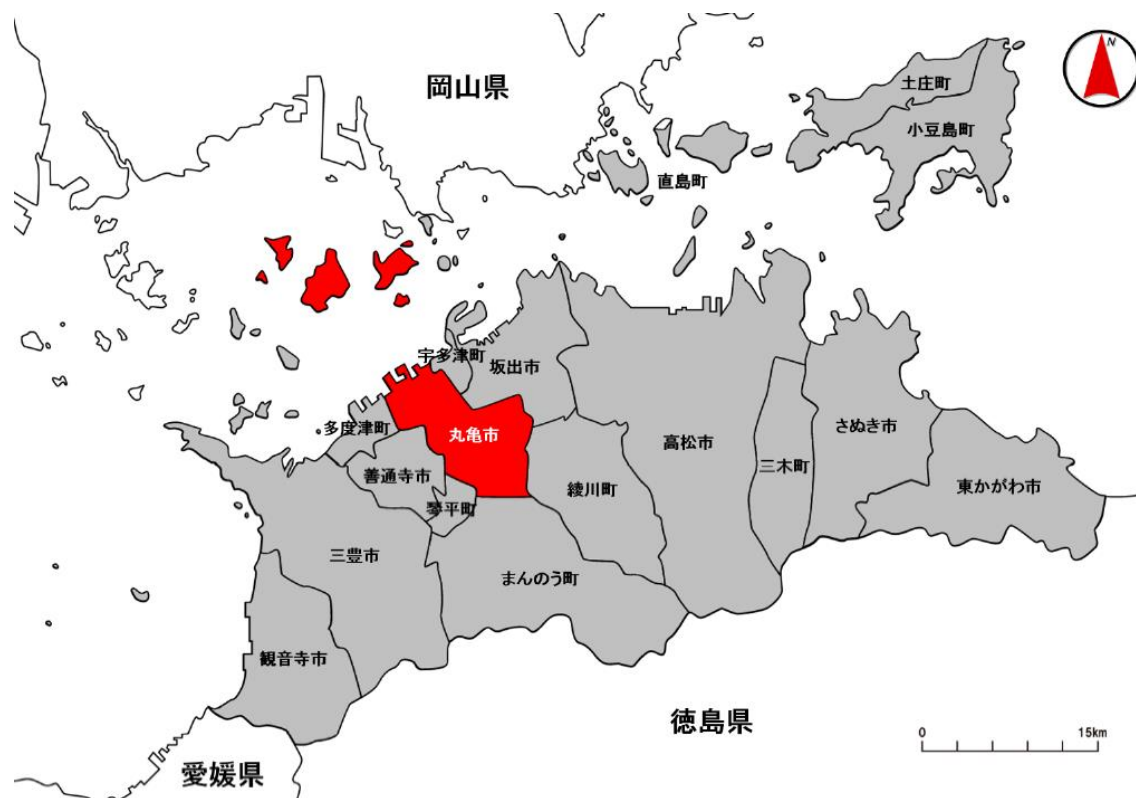 N
岡山県
土庄町
小豆島町
直島町
宇多津町
坂出市
多度津町
丸亀市
高松市
さぬき市
三木町
善通寺市
綾川町
東かがわ市
琴平町
三豊市
まんのう町
観音寺市
徳島県
0 15km
愛媛県